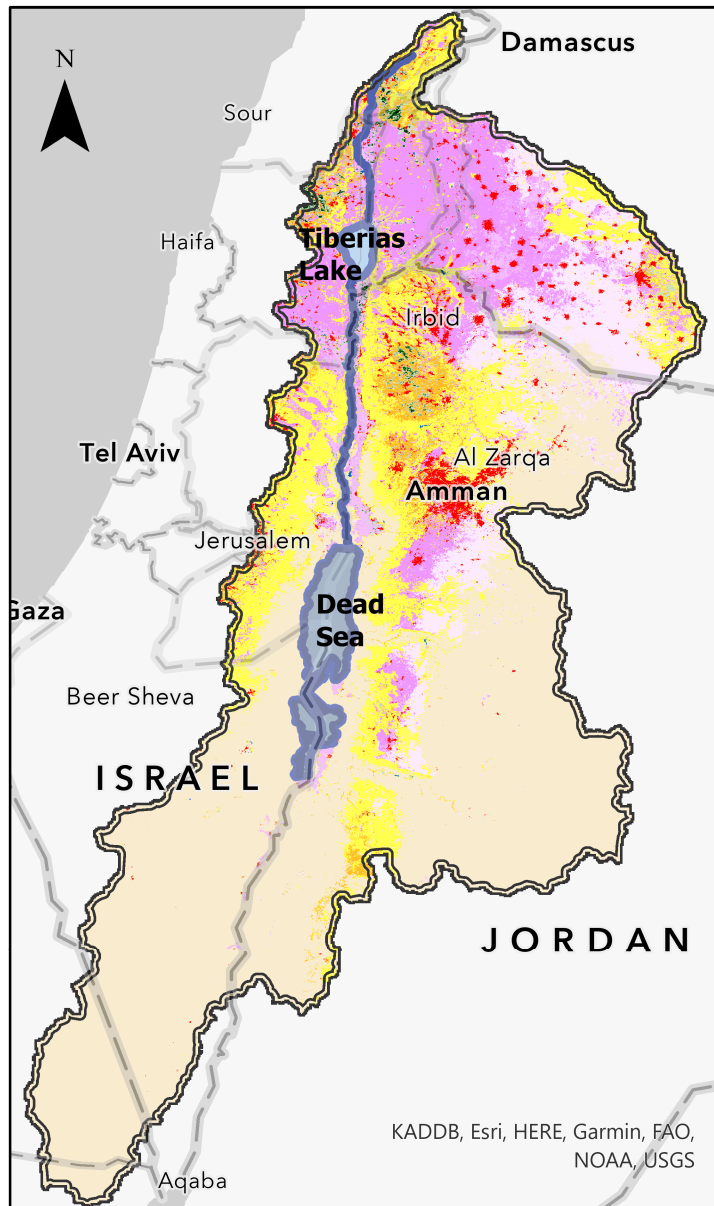 N
Damascus
Sour
Haifa
Tiberias
Lake
Irbid
Tel Aviv
Al Zarqa
Amman
Jerusalem
Dead
Sea
Gaza
Beer Sheva
ISRAEL
JORDAN
KADDB, Esri, HERE, Garmin, FAO,
NOAA, USGS
Aqaba